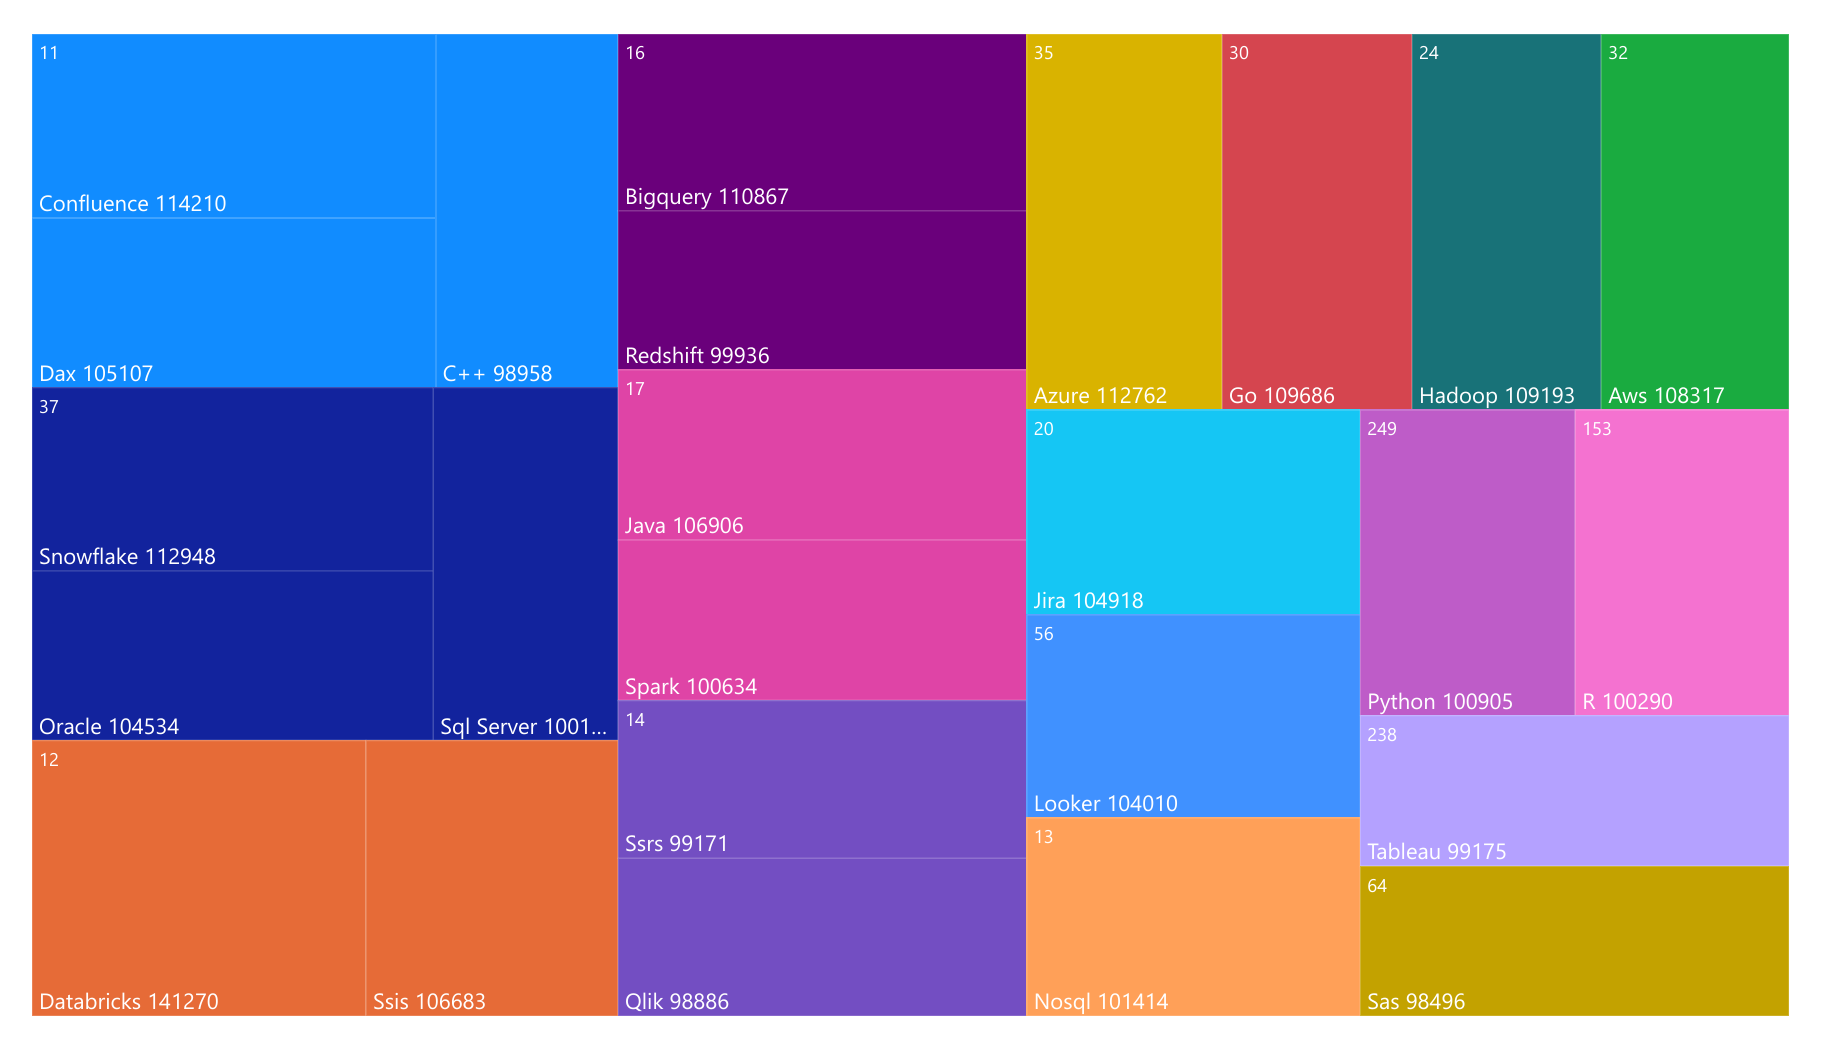 11
Confluence 114210
Dax 105107
C++ 98958
37
Snowflake 112948
Oracle 104534
Sql Server 1001...
12
Databricks 141270
Ssis 106683
16
Bigquery 110867
Redshift 99936
17
Java 106906
Spark 100634
14
Ssrs 99171
Qlik 98886
35
Azure 112762
30
Go 109686
24
Hadoop 109193
32
Aws 108317
20
Jira 104918
56
Looker 104010
13
Nosql 101414
249
Python 100905
153
R 100290
238
Tableau 99175
64
Sas 98496